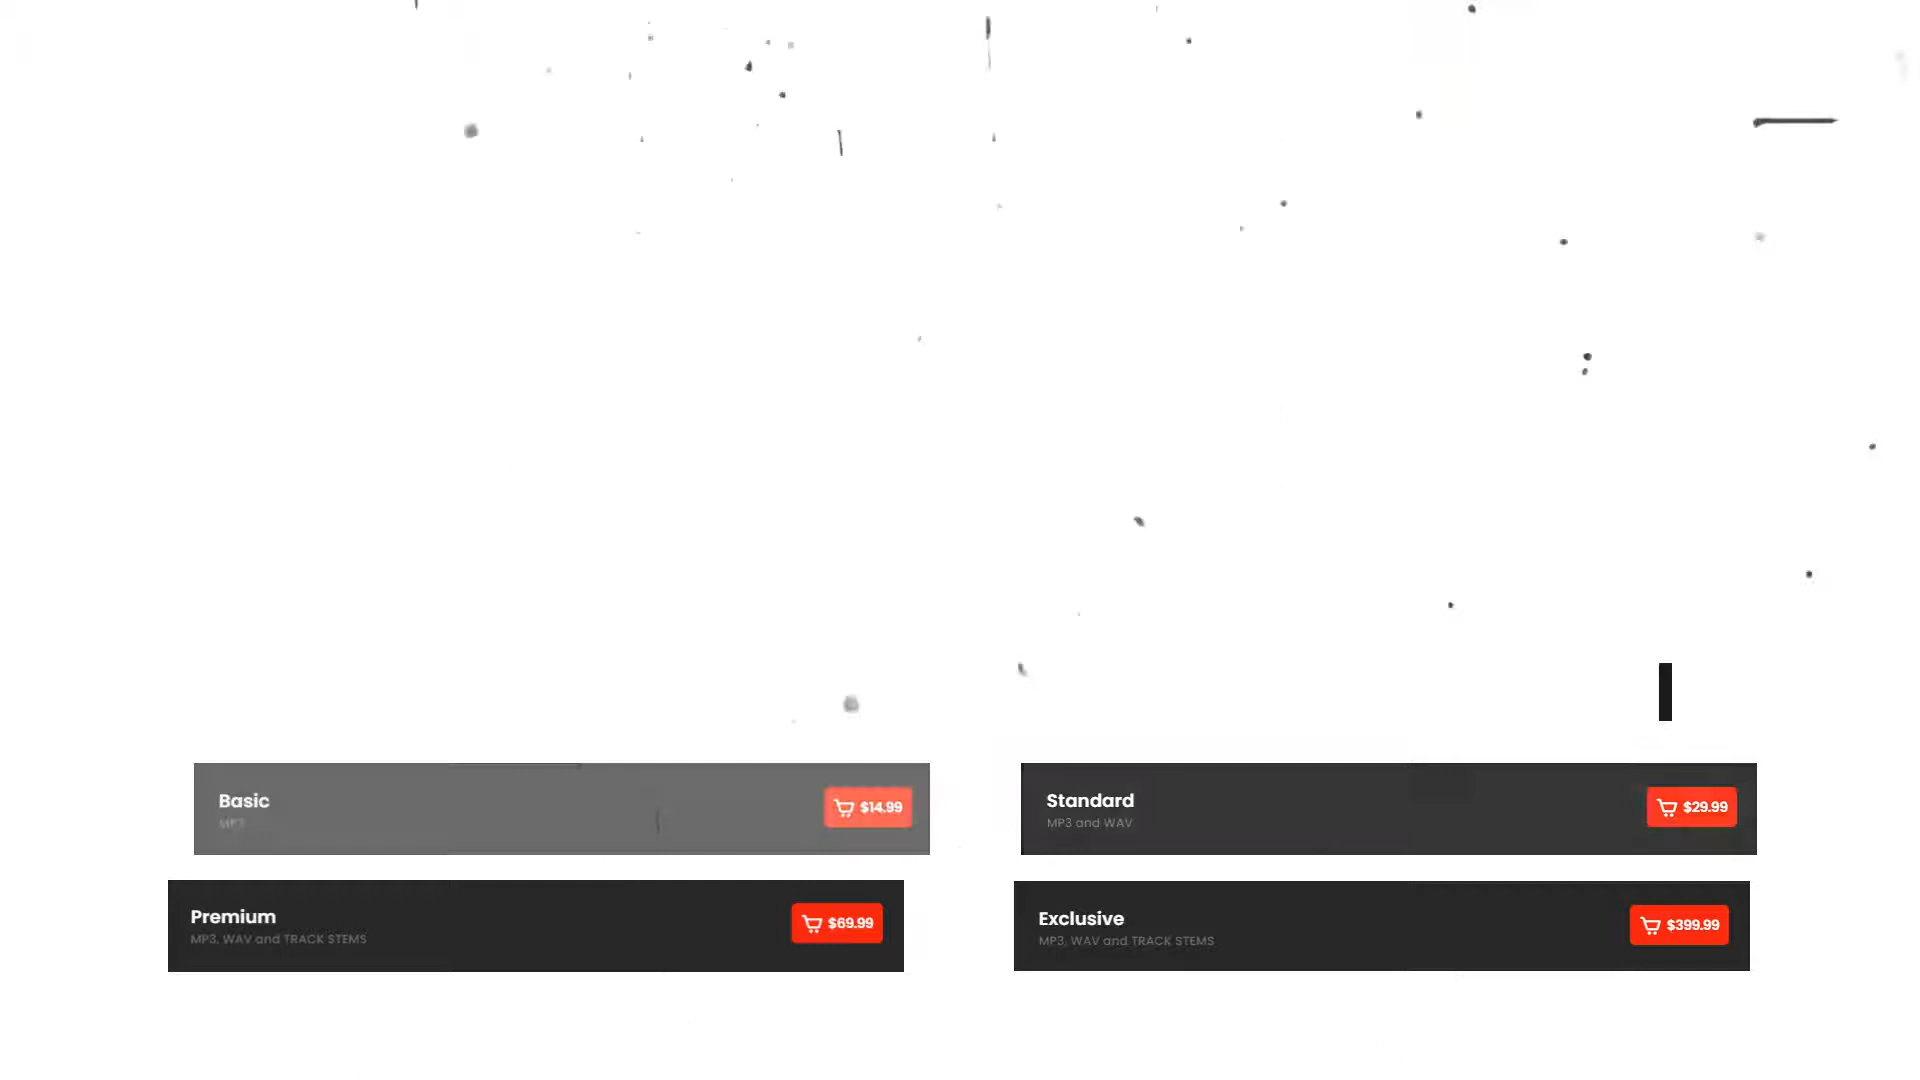 Basic
MP3
$14.99
Standard
MP3 and WAV
$29.99
Premium
MP3, WAV and TRACK STEMS
$69.99
Exclusive
MP3, WAV and TRACK STEMS
$399.99